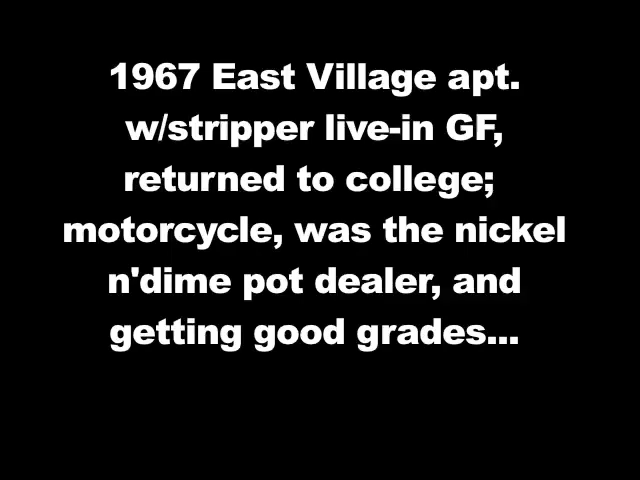 1967 East Village apt.
w/stripper live-in GF,
returned to college;
motorcycle, was the nickel
n'dime pot dealer, and
getting good grades...